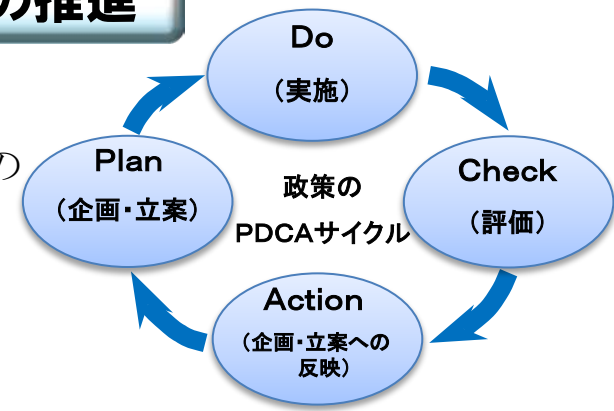 の推進
の
Do
（実施）
Plan
（企画・立案）
Check
（評価）
政策の
PDCAサイクル
Action
（企画・立案への
反映）